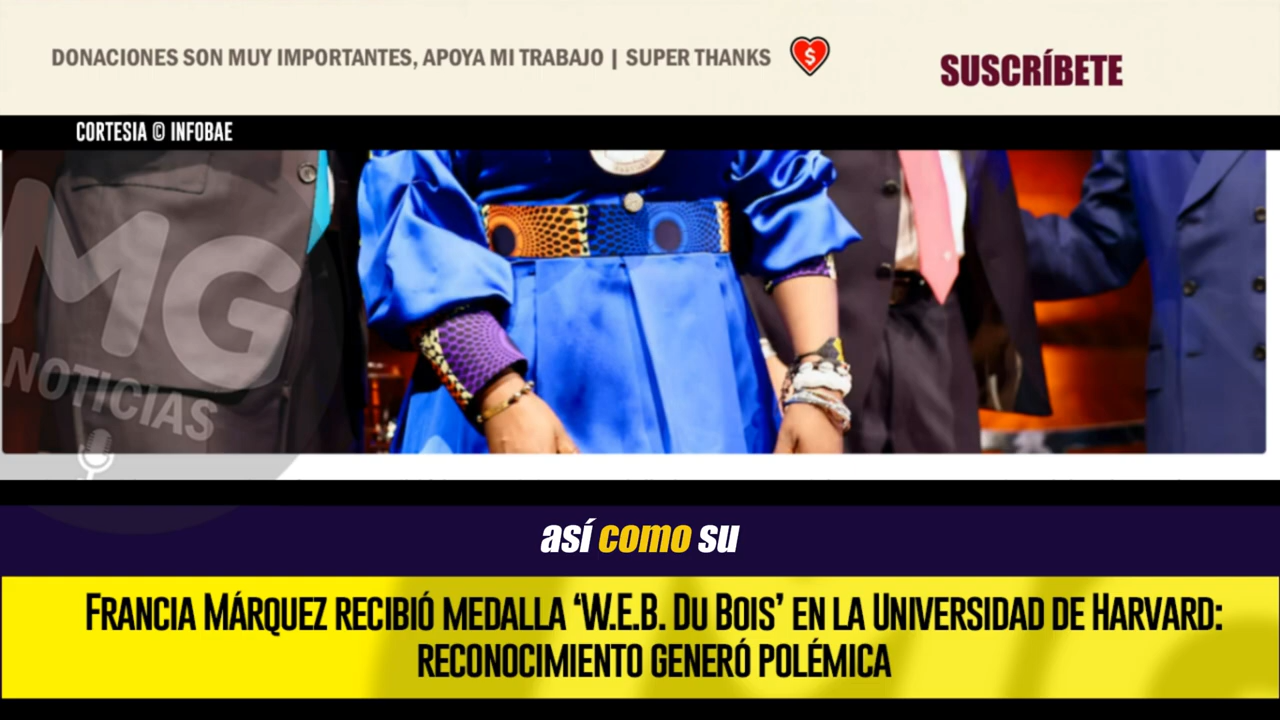 DONACIONES SON MUY IMPORTANTES, APOYA MI TRABAJO | SUPER THANKS
$
SUSCRÍBETE
CORTESIA © INFOBAE
MG
NOTICIAS
así como su
FRANCIA MÁRQUEZ RECIBIÓ MEDALLA ‘W.E.B. DU BOIS’ EN LA UNIVERSIDAD DE HARVARD:
RECONOCIMIENTO GENERÓ POLÉMICA